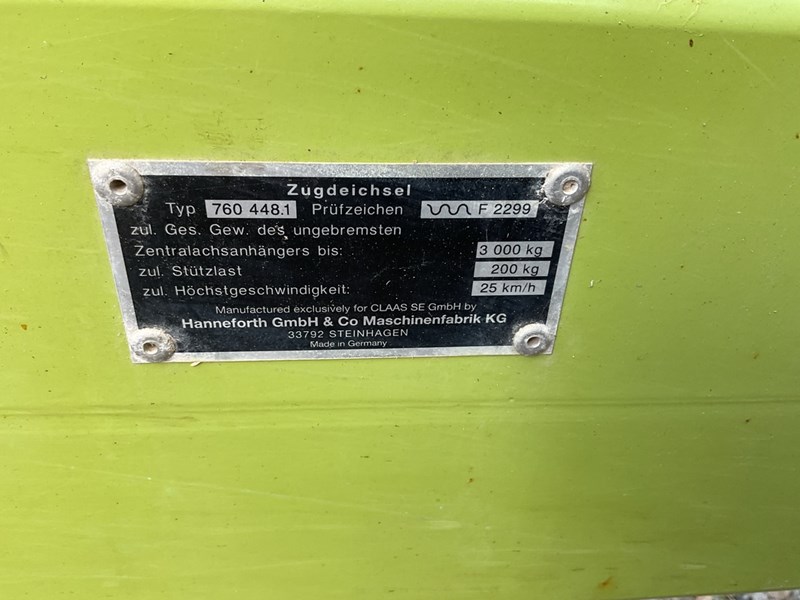 Zugdeichsel
Typ 760 448.1 Prüfzeichen F 2299
zul. Ges. Gew. des ungebremsten
Zentralachsanhängers bis: 3 000 kg
zul. Stützlast 200 kg
zul. Höchstgeschwindigkeit: 25 km/h
Manufactured exclusively for CLAAS SE GmbH by
Hanneforth GmbH & Co Maschinenfabrik KG
33792 STEINHAGEN
Made in Germany